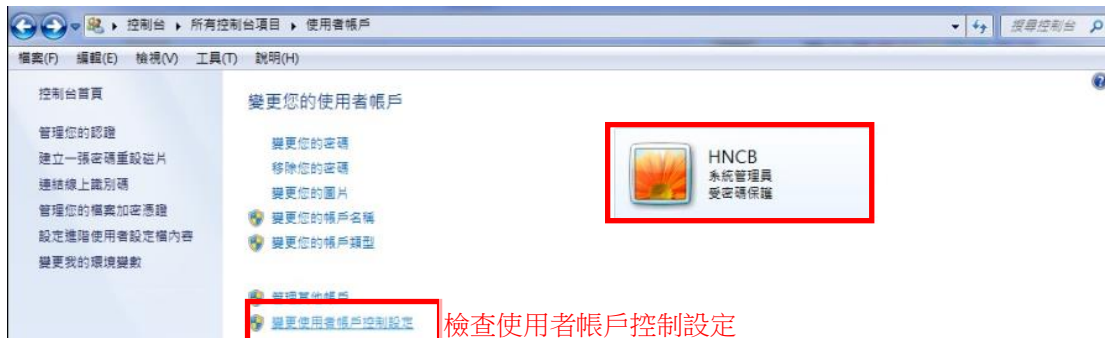 控制台 ▸ 所有控制台項目 ▸ 使用者帳戶
搜尋控制台
檔案(F) 編輯(E) 檢視(V) 工具(T) 說明(H)
控制台首頁
管理您的認證
建立一張密碼重設磁片
連結線上識別碼
管理您的檔案加密憑證
設定進階使用者設定檔內容
變更我的環境變數
變更您的使用者帳戶
變更您的密碼
移除您的密碼
變更您的圖片
變更您的帳戶名稱
變更您的帳戶類型
管理其他帳戶
變更使用者帳戶控制設定
檢查使用者帳戶控制設定
HNCB
系統管理員
受密碼保護